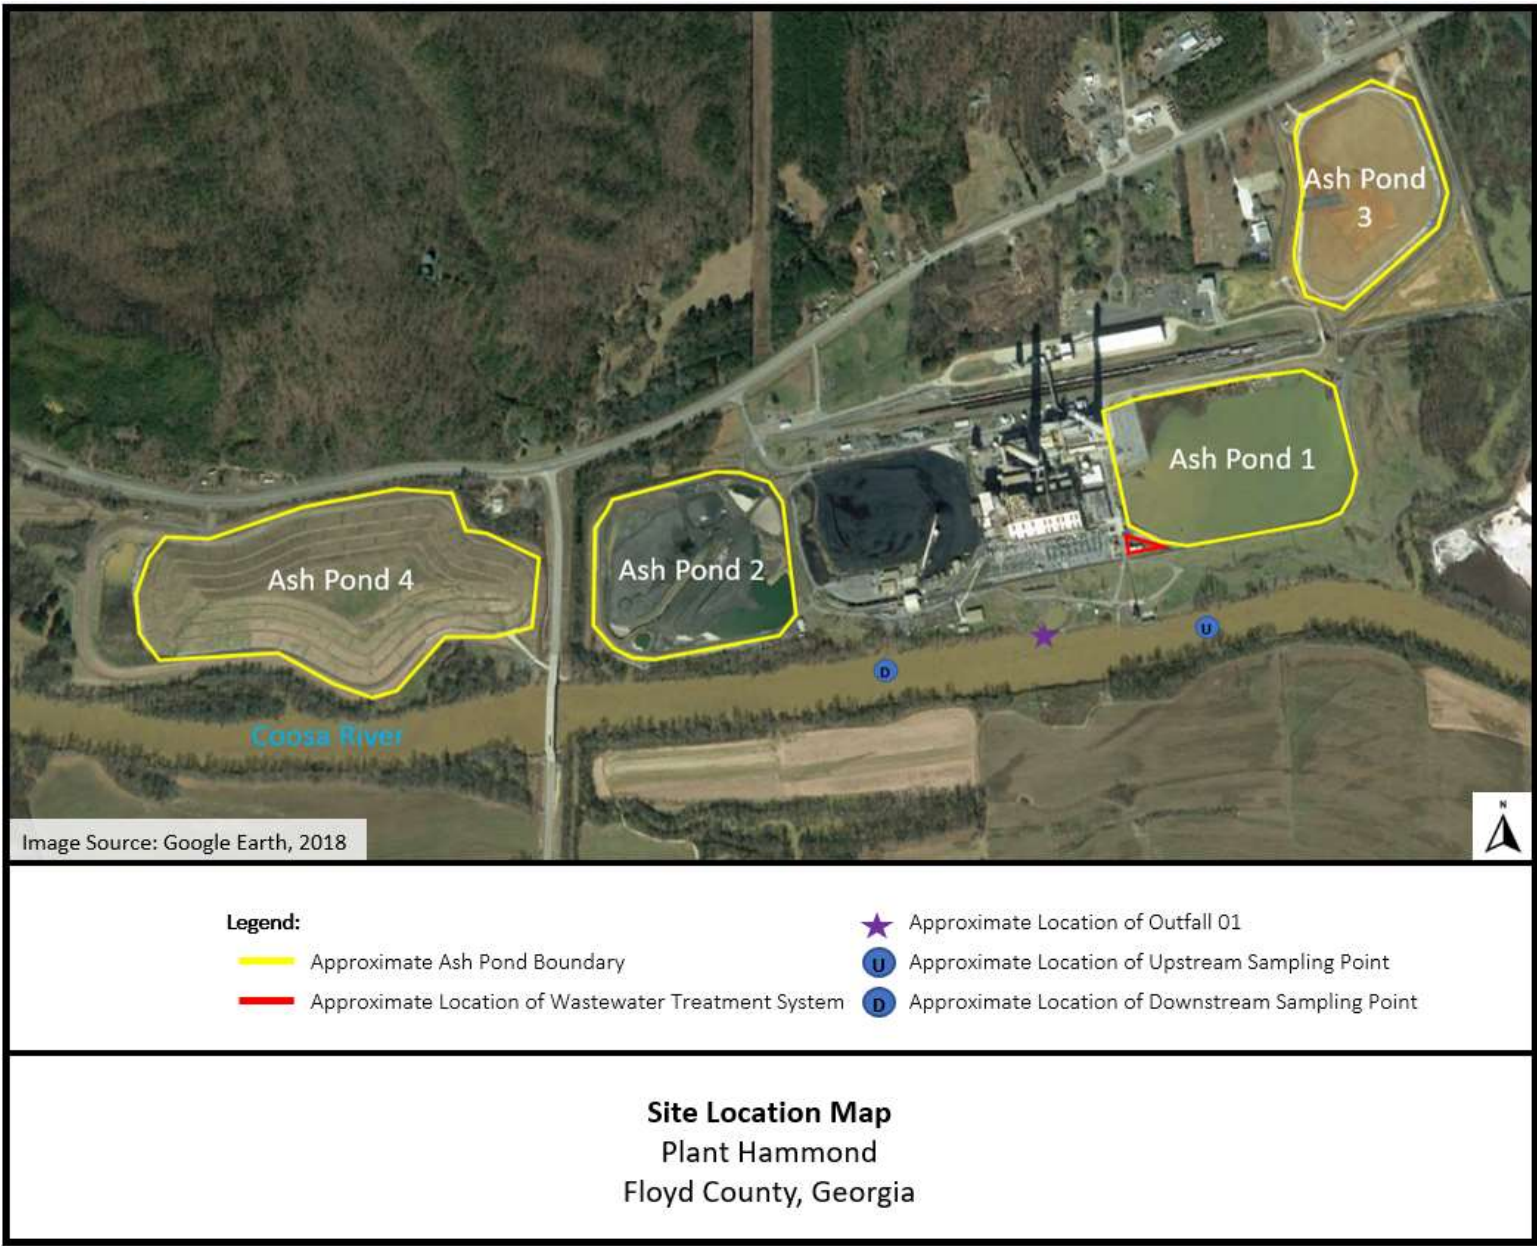 Ash Pond
3
Ash Pond 1
Ash Pond 2
Ash Pond 4
U
D
Coosa River
N
Image Source: Google Earth, 2018
Legend:
Approximate Ash Pond Boundary
Approximate Location of Wastewater Treatment System
Approximate Location of Outfall 01
U Approximate Location of Upstream Sampling Point
D Approximate Location of Downstream Sampling Point
Site Location Map
Plant Hammond
Floyd County, Georgia